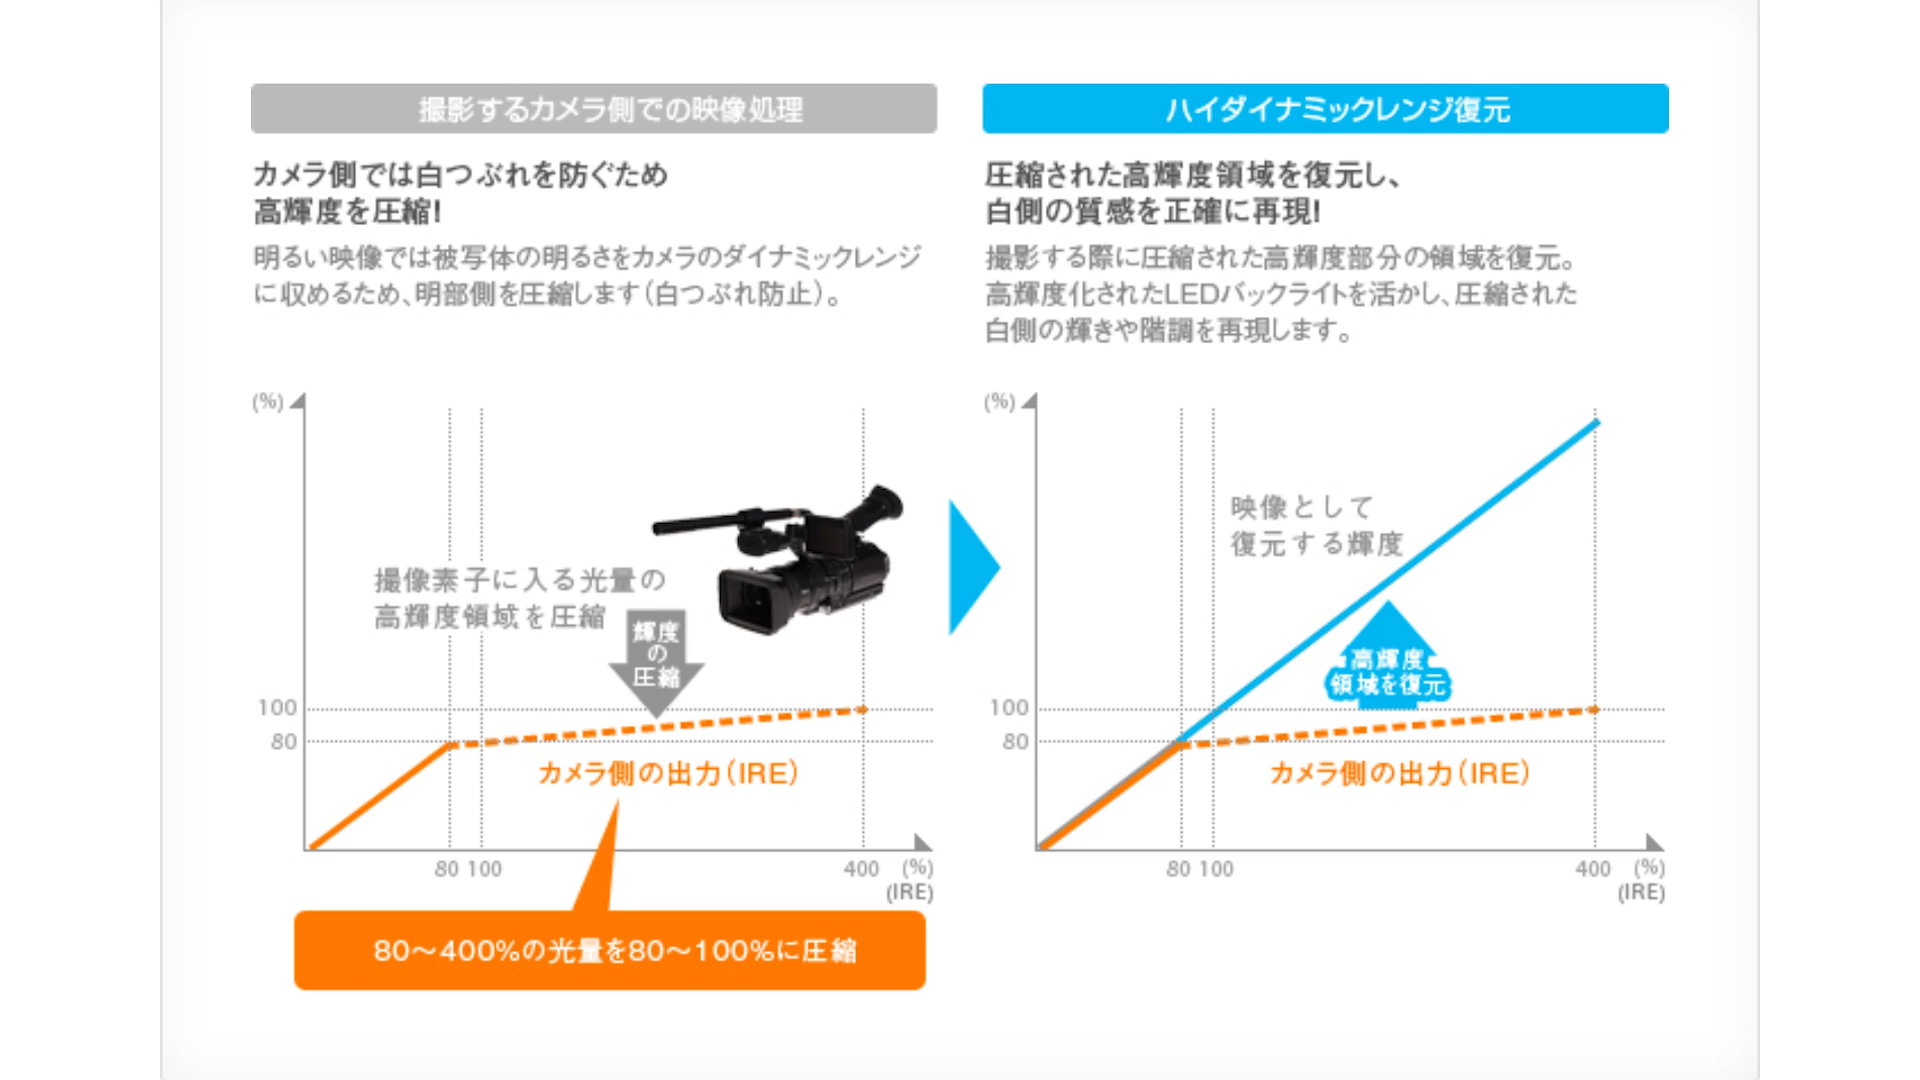 撮影するカメラ側での映像処理
カメラ側では白つぶれを防ぐため
高輝度を圧縮!
明るい映像では被写体の明るさをカメラのダイナミックレンジ
に収めるため、明部側を圧縮します(白つぶれ防止)。
(%)
撮像素子に入る光量の
高輝度領域を圧縮
輝度
の
圧縮
100
80
カメラ側の出力(IRE)
80 100
400
(%)
(IRE)
80〜400%の光量を80〜100%に圧縮
ハイダイナミックレンジ復元
圧縮された高輝度領域を復元し、
白側の質感を正確に再現!
撮影する際に圧縮された高輝度部分の領域を復元。
高輝度化されたLEDバックライトを活かし、圧縮された
白側の輝きや階調を再現します。
(%)
映像として
復元する輝度
高輝度
領域を復元
100
80
カメラ側の出力(IRE)
80 100
400
(%)
(IRE)